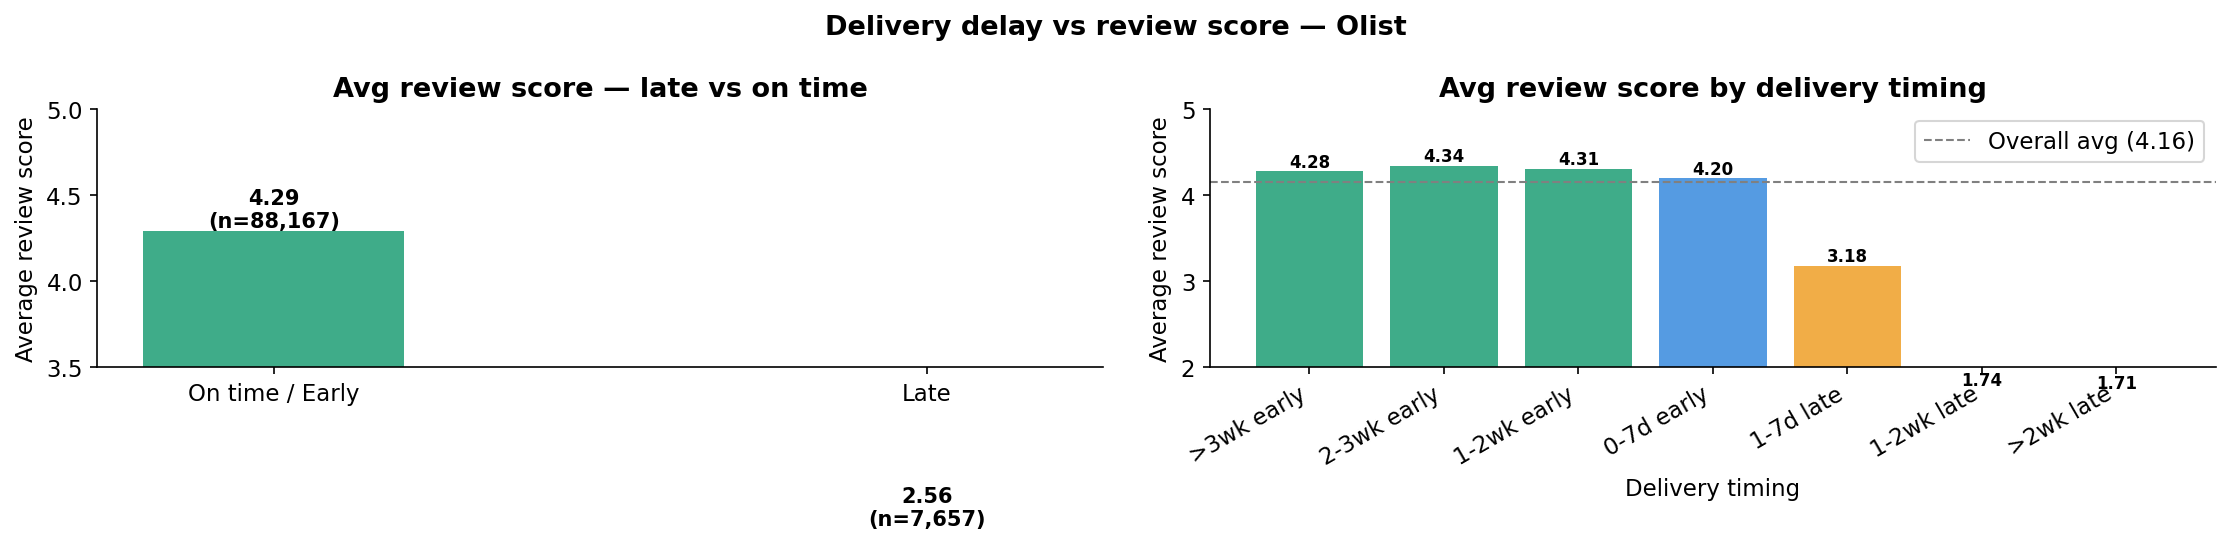 Delivery delay vs review score — Olist
Avg review score — late vs on time
Average review score
5.0
4.5
4.0
3.5
4.29
(n=88,167)
On time / Early
Late
2.56
(n=7,657)
Avg review score by delivery timing
Average review score
5
4
3
2
Overall avg (4.16)
4.28
4.34
4.31
4.20
3.18
1.74
1.71
>3wk early
2-3wk early
1-2wk early
0-7d early
1-7d late
1-2wk late
>2wk late
Delivery timing